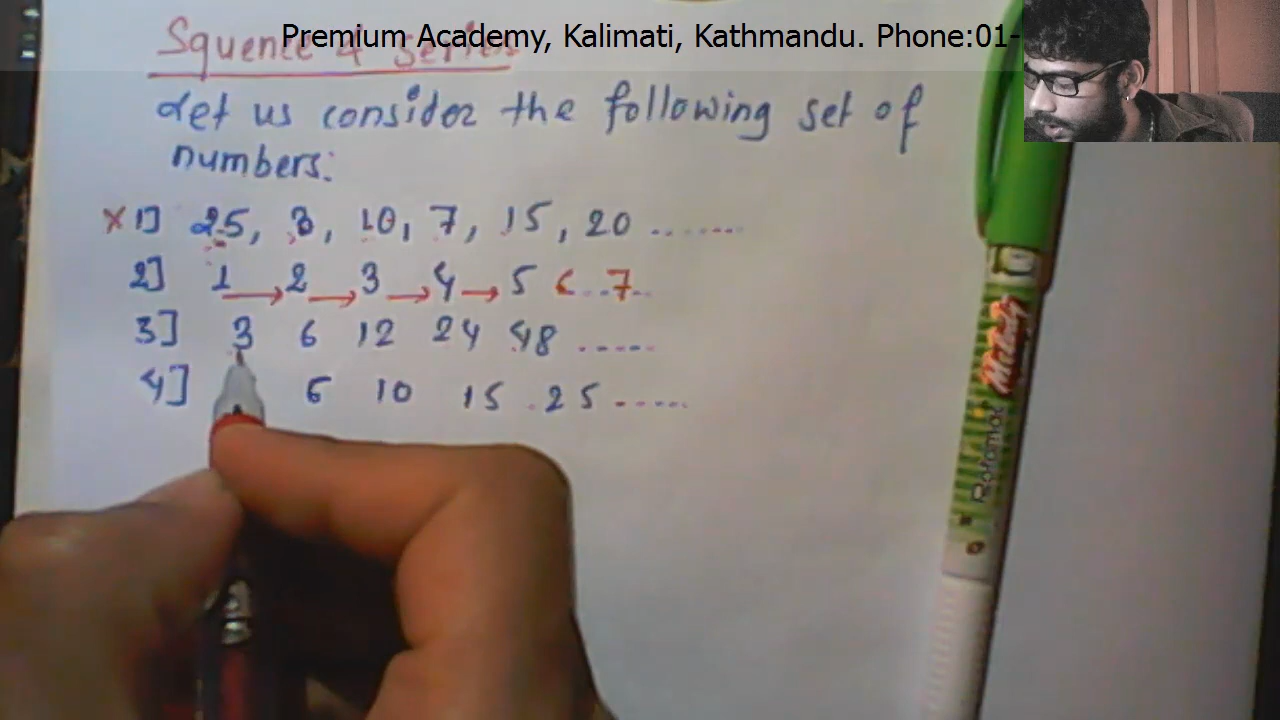 Premium Academy, Kalimati, Kathmandu. Phone:01-
Squence & Series
Let us consider the following set of
numbers:
x 1] 25, 3, 10, 7, 15, 20 .......
2] 1 → 2 → 3 → 4 → 5 6 .. 7 ..
3] 3 6 12 24 48 .....
4] 6 10 15 25 .....
Melody
Rotomac